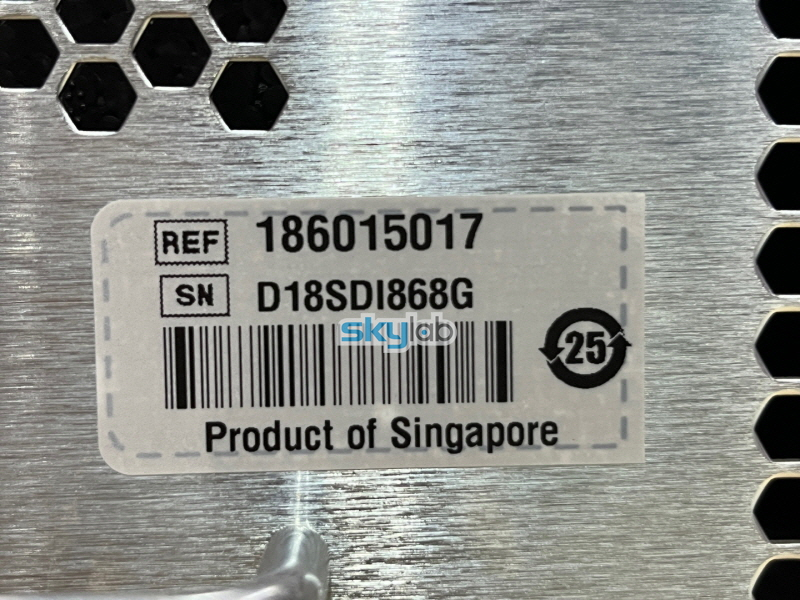 REF 186015017
SN D18SDI868G
skylab
25
Product of Singapore